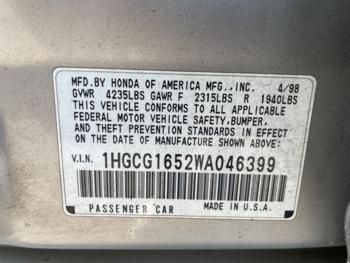 MFD.BY HONDA OF AMERICA MFG.,INC. 4/98
GVWR 4235LBS GAWR F 2315LBS R 1940LBS
THIS VEHICLE CONFORMS TO ALL APPLICABLE
FEDERAL MOTOR VEHICLE SAFETY,BUMPER,
AND THEFT PREVENTION STANDARDS IN EFFECT
ON THE DATE OF MANUFACTURE SHOWN ABOVE.
V.I.N. 1HGCG1652WA046399
PASSENGER CAR MADE IN U.S.A.